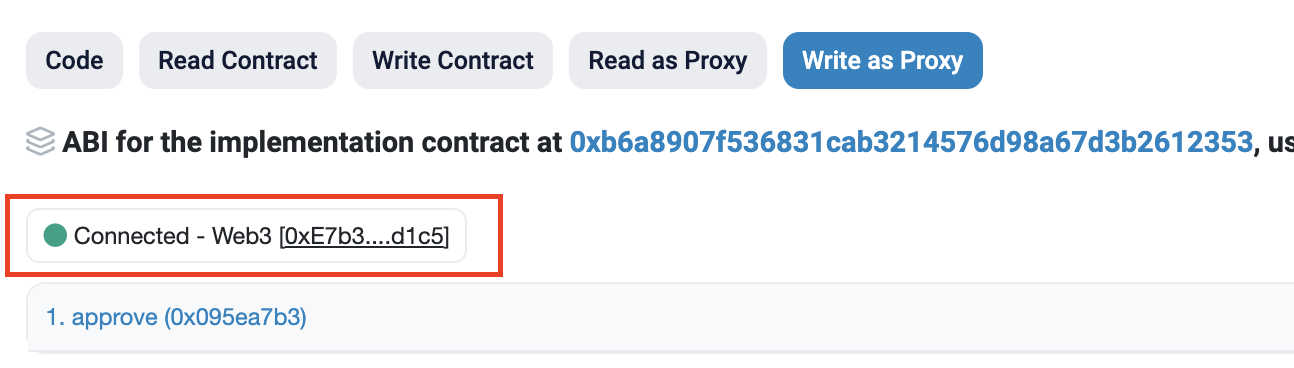 Code Read Contract Write Contract Read as Proxy Write as Proxy
ABI for the implementation contract at 0xb6a8907f536831cab3214576d98a67d3b2612353, us
Connected - Web3 [0xE7b3....d1c5]
1. approve (0x095ea7b3)